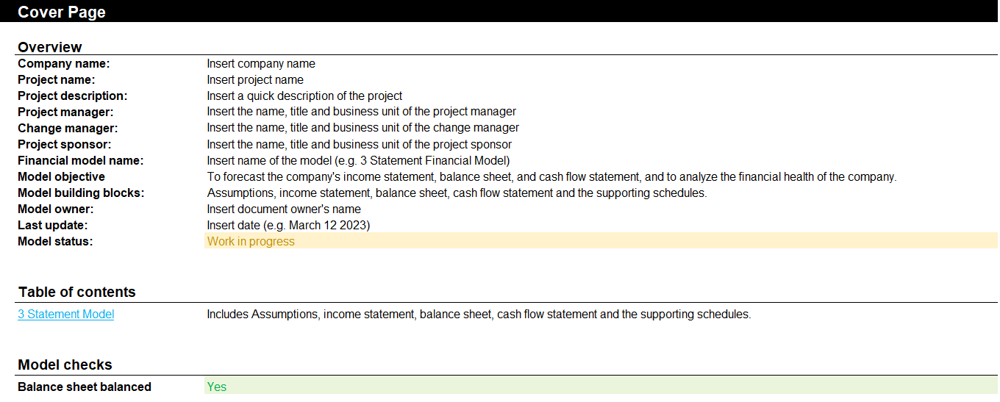 Cover Page
Overview
Company name: Insert company name
Project name: Insert project name
Project description: Insert a quick description of the project
Project manager: Insert the name, title and business unit of the project manager
Change manager: Insert the name, title and business unit of the change manager
Project sponsor: Insert the name, title and business unit of the project sponsor
Financial model name: Insert name of the model (e.g. 3 Statement Financial Model)
Model objective To forecast the company's income statement, balance sheet, and cash flow statement, and to analyze the financial health of the company.
Model building blocks: Assumptions, income statement, balance sheet, cash flow statement and the supporting schedules.
Model owner: Insert document owner's name
Last update: Insert date (e.g. March 12 2023)
Model status: Work in progress
Table of contents
3 Statement Model Includes Assumptions, income statement, balance sheet, cash flow statement and the supporting schedules.
Model checks
Balance sheet balanced Yes